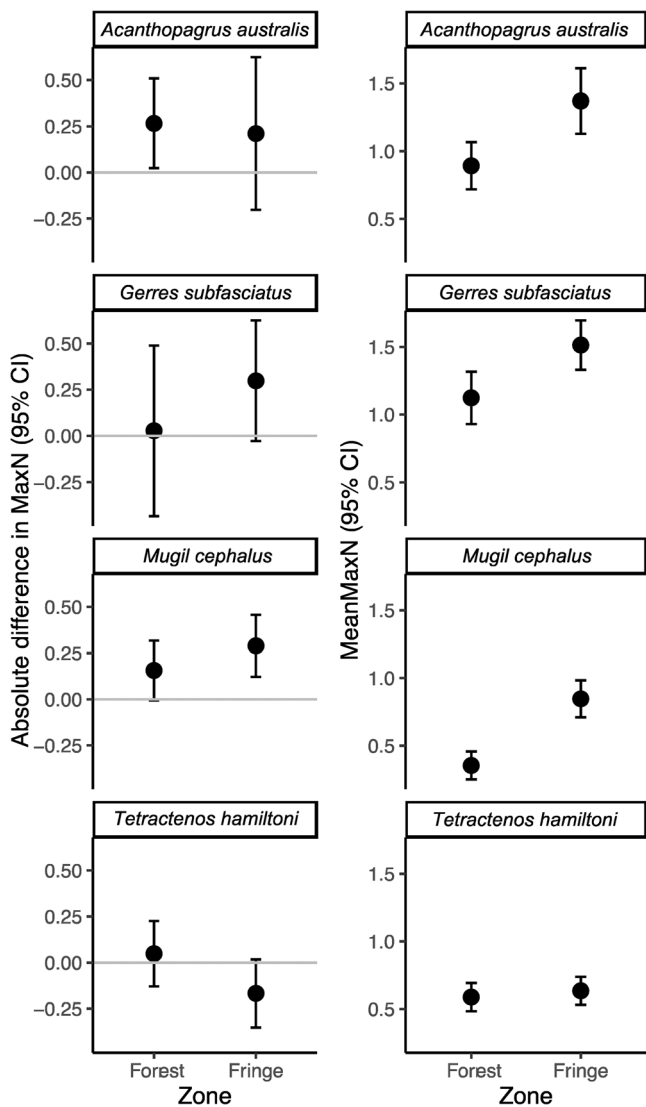 Acanthopagrus australis
0.50
0.25
0.00
−0.25
Acanthopagrus australis
1.5
1.0
0.5
Gerres subfasciatus
0.50
0.25
0.00
−0.25
Gerres subfasciatus
1.5
1.0
0.5
Absolute difference in MaxN (95% CI)
MeanMaxN (95% CI)
Mugil cephalus
0.50
0.25
0.00
−0.25
Mugil cephalus
1.5
1.0
0.5
Tetractenos hamiltoni
0.50
0.25
0.00
−0.25
Forest Fringe
Zone
Tetractenos hamiltoni
1.5
1.0
0.5
Forest Fringe
Zone